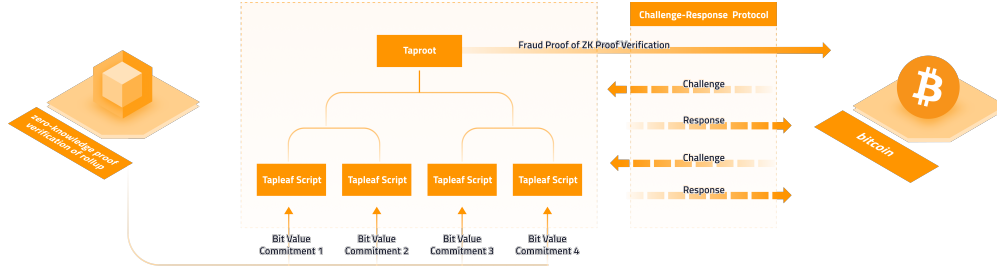 Challenge-Response Protocol
Taproot
Fraud Proof of ZK Proof Verification
Challenge
Response
Challenge
Response
zero-knowledge proof
verification of rollup
bitcoin
Tapleaf Script
Tapleaf Script
Tapleaf Script
Tapleaf Script
Bit Value
Commitment 1
Bit Value
Commitment 2
Bit Value
Commitment 3
Bit Value
Commitment 4